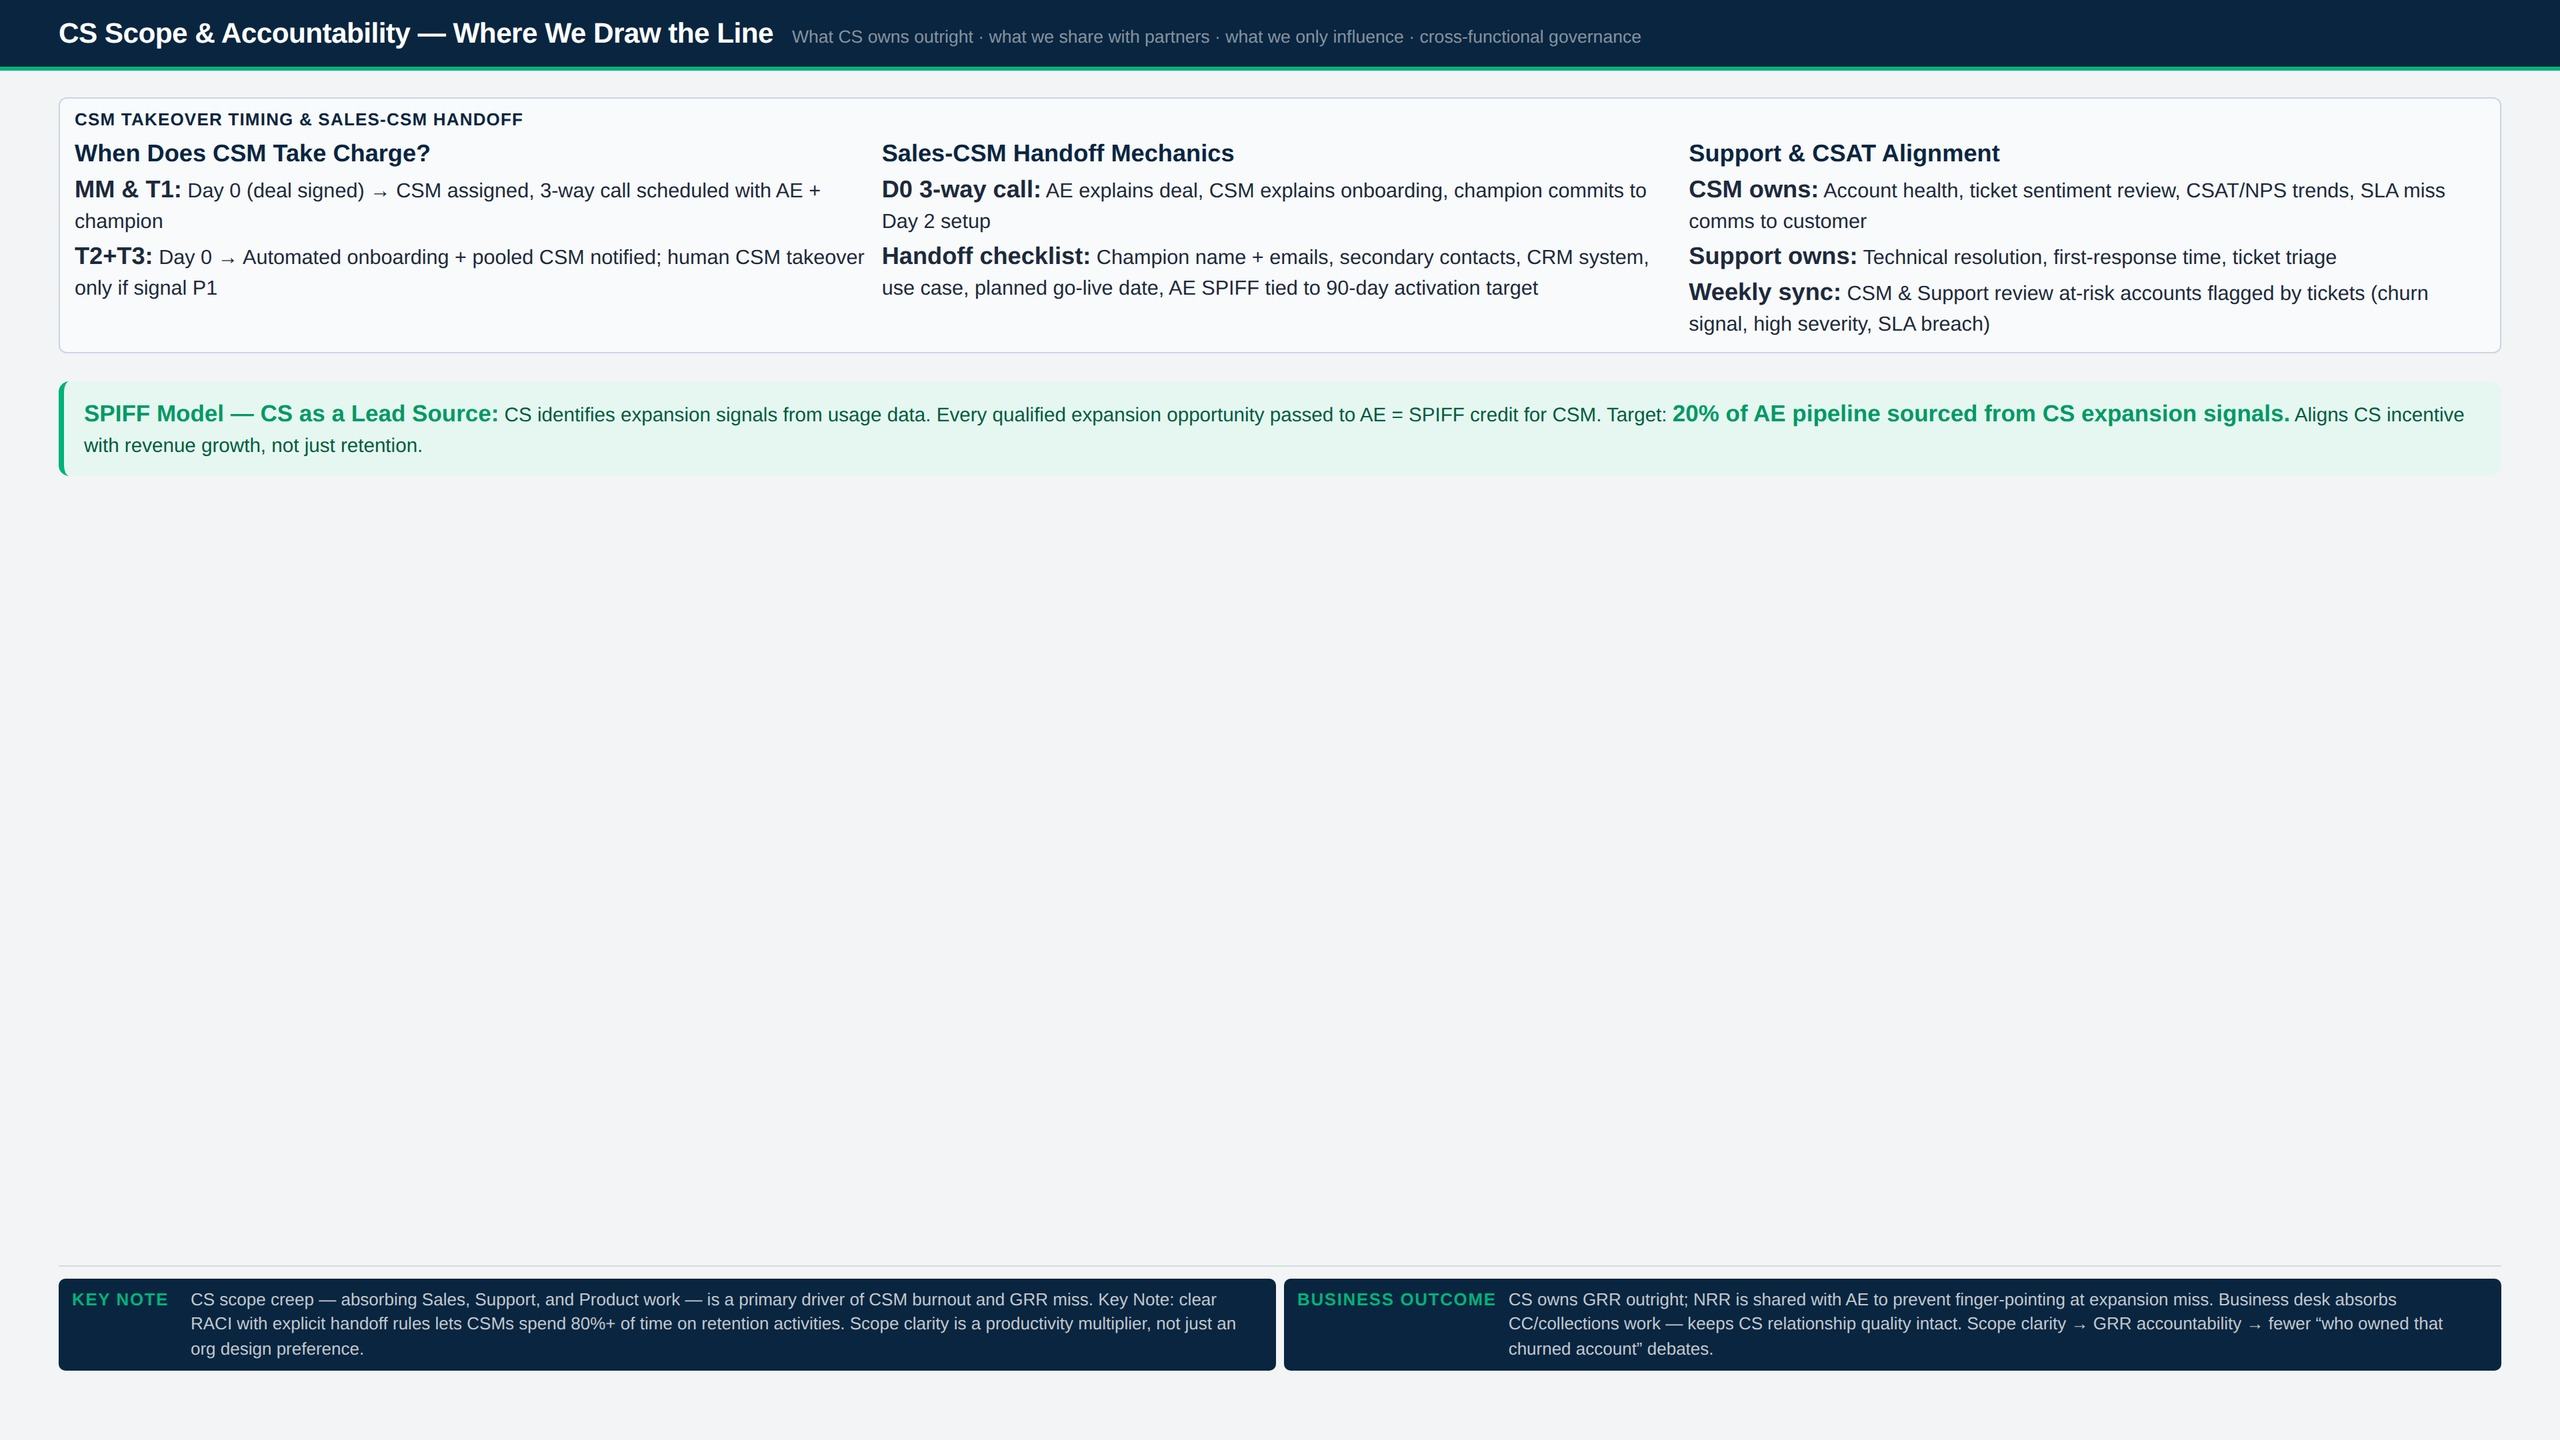 CS Scope & Accountability — Where We Draw the Line
What CS owns outright · what we share with partners · what we only influence · cross-functional governance
CSM TAKEOVER TIMING & SALES-CSM HANDOFF
When Does CSM Take Charge?
MM & T1: Day 0 (deal signed) → CSM assigned, 3-way call scheduled with AE +
champion
T2+T3: Day 0 → Automated onboarding + pooled CSM notified; human CSM takeover
only if signal P1
Sales-CSM Handoff Mechanics
D0 3-way call: AE explains deal, CSM explains onboarding, champion commits to
Day 2 setup
Handoff checklist: Champion name + emails, secondary contacts, CRM system,
use case, planned go-live date, AE SPIFF tied to 90-day activation target
Support & CSAT Alignment
CSM owns: Account health, ticket sentiment review, CSAT/NPS trends, SLA miss
comms to customer
Support owns: Technical resolution, first-response time, ticket triage
Weekly sync: CSM & Support review at-risk accounts flagged by tickets (churn
signal, high severity, SLA breach)
SPIFF Model — CS as a Lead Source: CS identifies expansion signals from usage data. Every qualified expansion opportunity passed to AE = SPIFF credit for CSM. Target: 20% of AE pipeline sourced from CS expansion signals. Aligns CS incentive
with revenue growth, not just retention.
KEY NOTE
CS scope creep — absorbing Sales, Support, and Product work — is a primary driver of CSM burnout and GRR miss. Key Note: clear
RACI with explicit handoff rules lets CSMs spend 80%+ of time on retention activities. Scope clarity is a productivity multiplier, not just an
org design preference.
BUSINESS OUTCOME
CS owns GRR outright; NRR is shared with AE to prevent finger-pointing at expansion miss. Business desk absorbs
CC/collections work — keeps CS relationship quality intact. Scope clarity → GRR accountability → fewer “who owned that
churned account” debates.